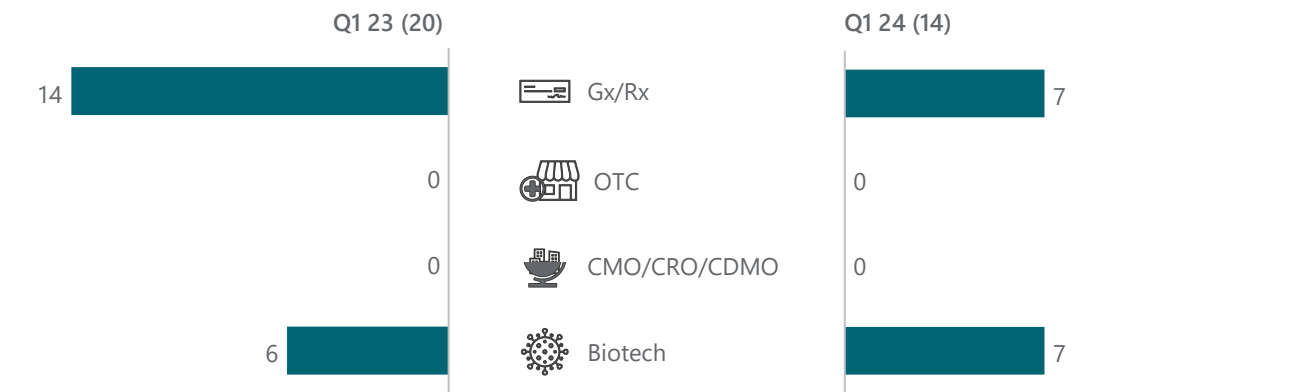 Q1 23 (20) Q1 24 (14)
14 Gx/Rx 7
0 OTC 0
0 CMO/CRO/CDMO 0
6 Biotech 7